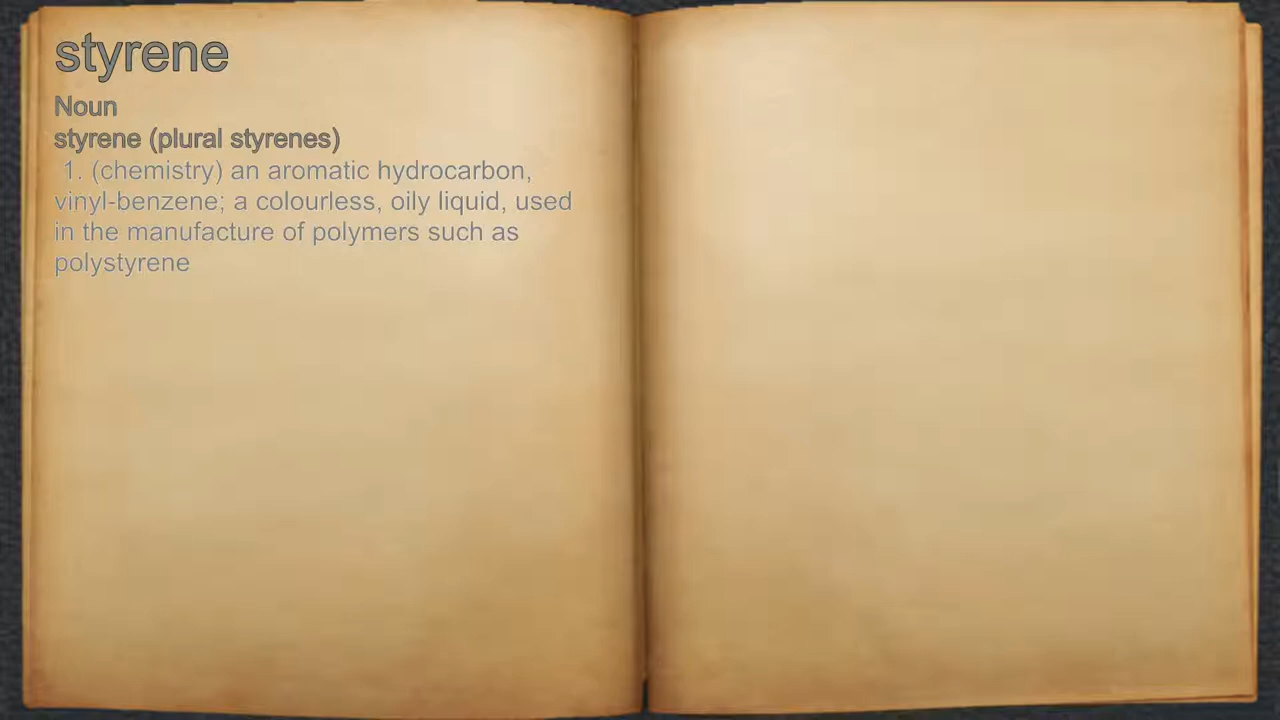 styrene
Noun
styrene (plural styrenes)
1. (chemistry) an aromatic hydrocarbon,
vinyl-benzene; a colourless, oily liquid, used
in the manufacture of polymers such as
polystyrene